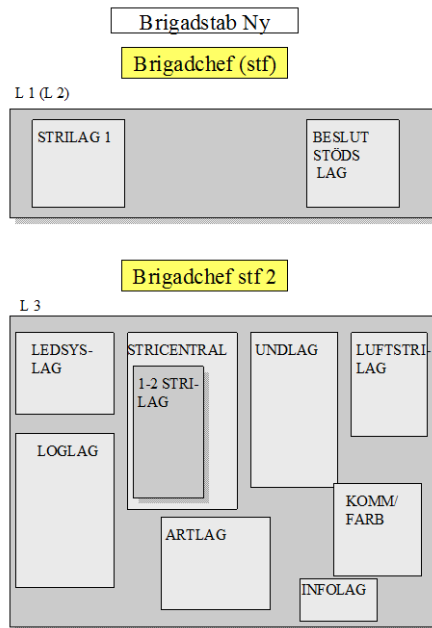 Brigadstab Ny
Brigadchef (stf)
L 1 (L 2)
STRILAG 1
BESLUT
STÖDS
LAG
Brigadchef stf 2
L 3
LEDSYS-
LAG
STRICENTRAL
1-2 STRI-
LAG
UNDLAG
LUFTSTRI-
LAG
LOGLAG
KOMM/
FARB
ARTLAG
INFOLAG